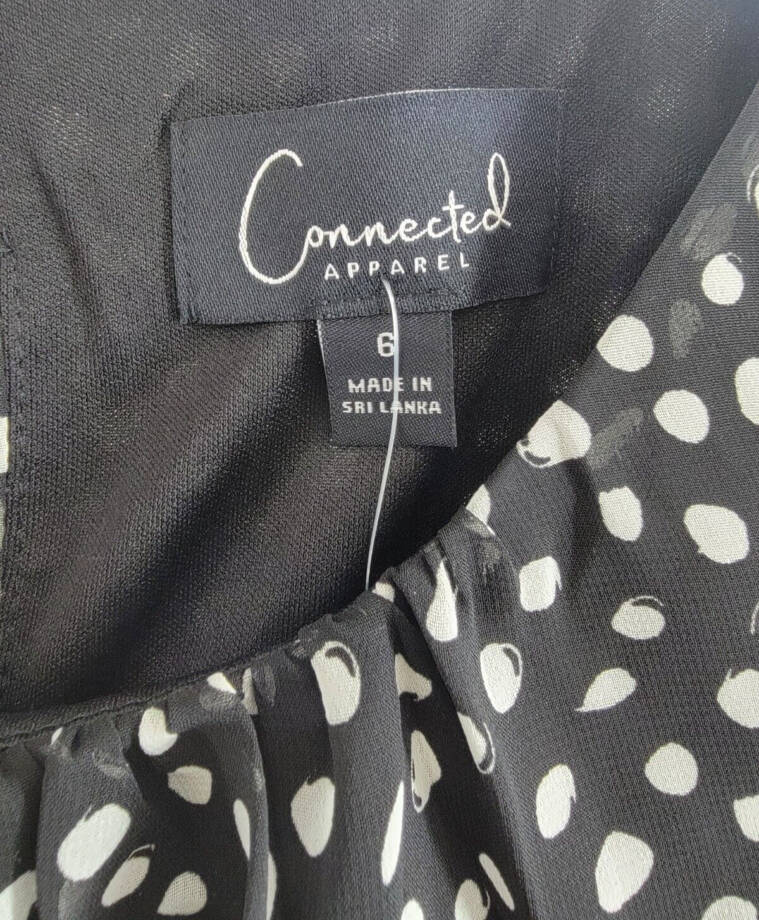 Connected
APPAREL
6
MADE IN
SRI LANKA